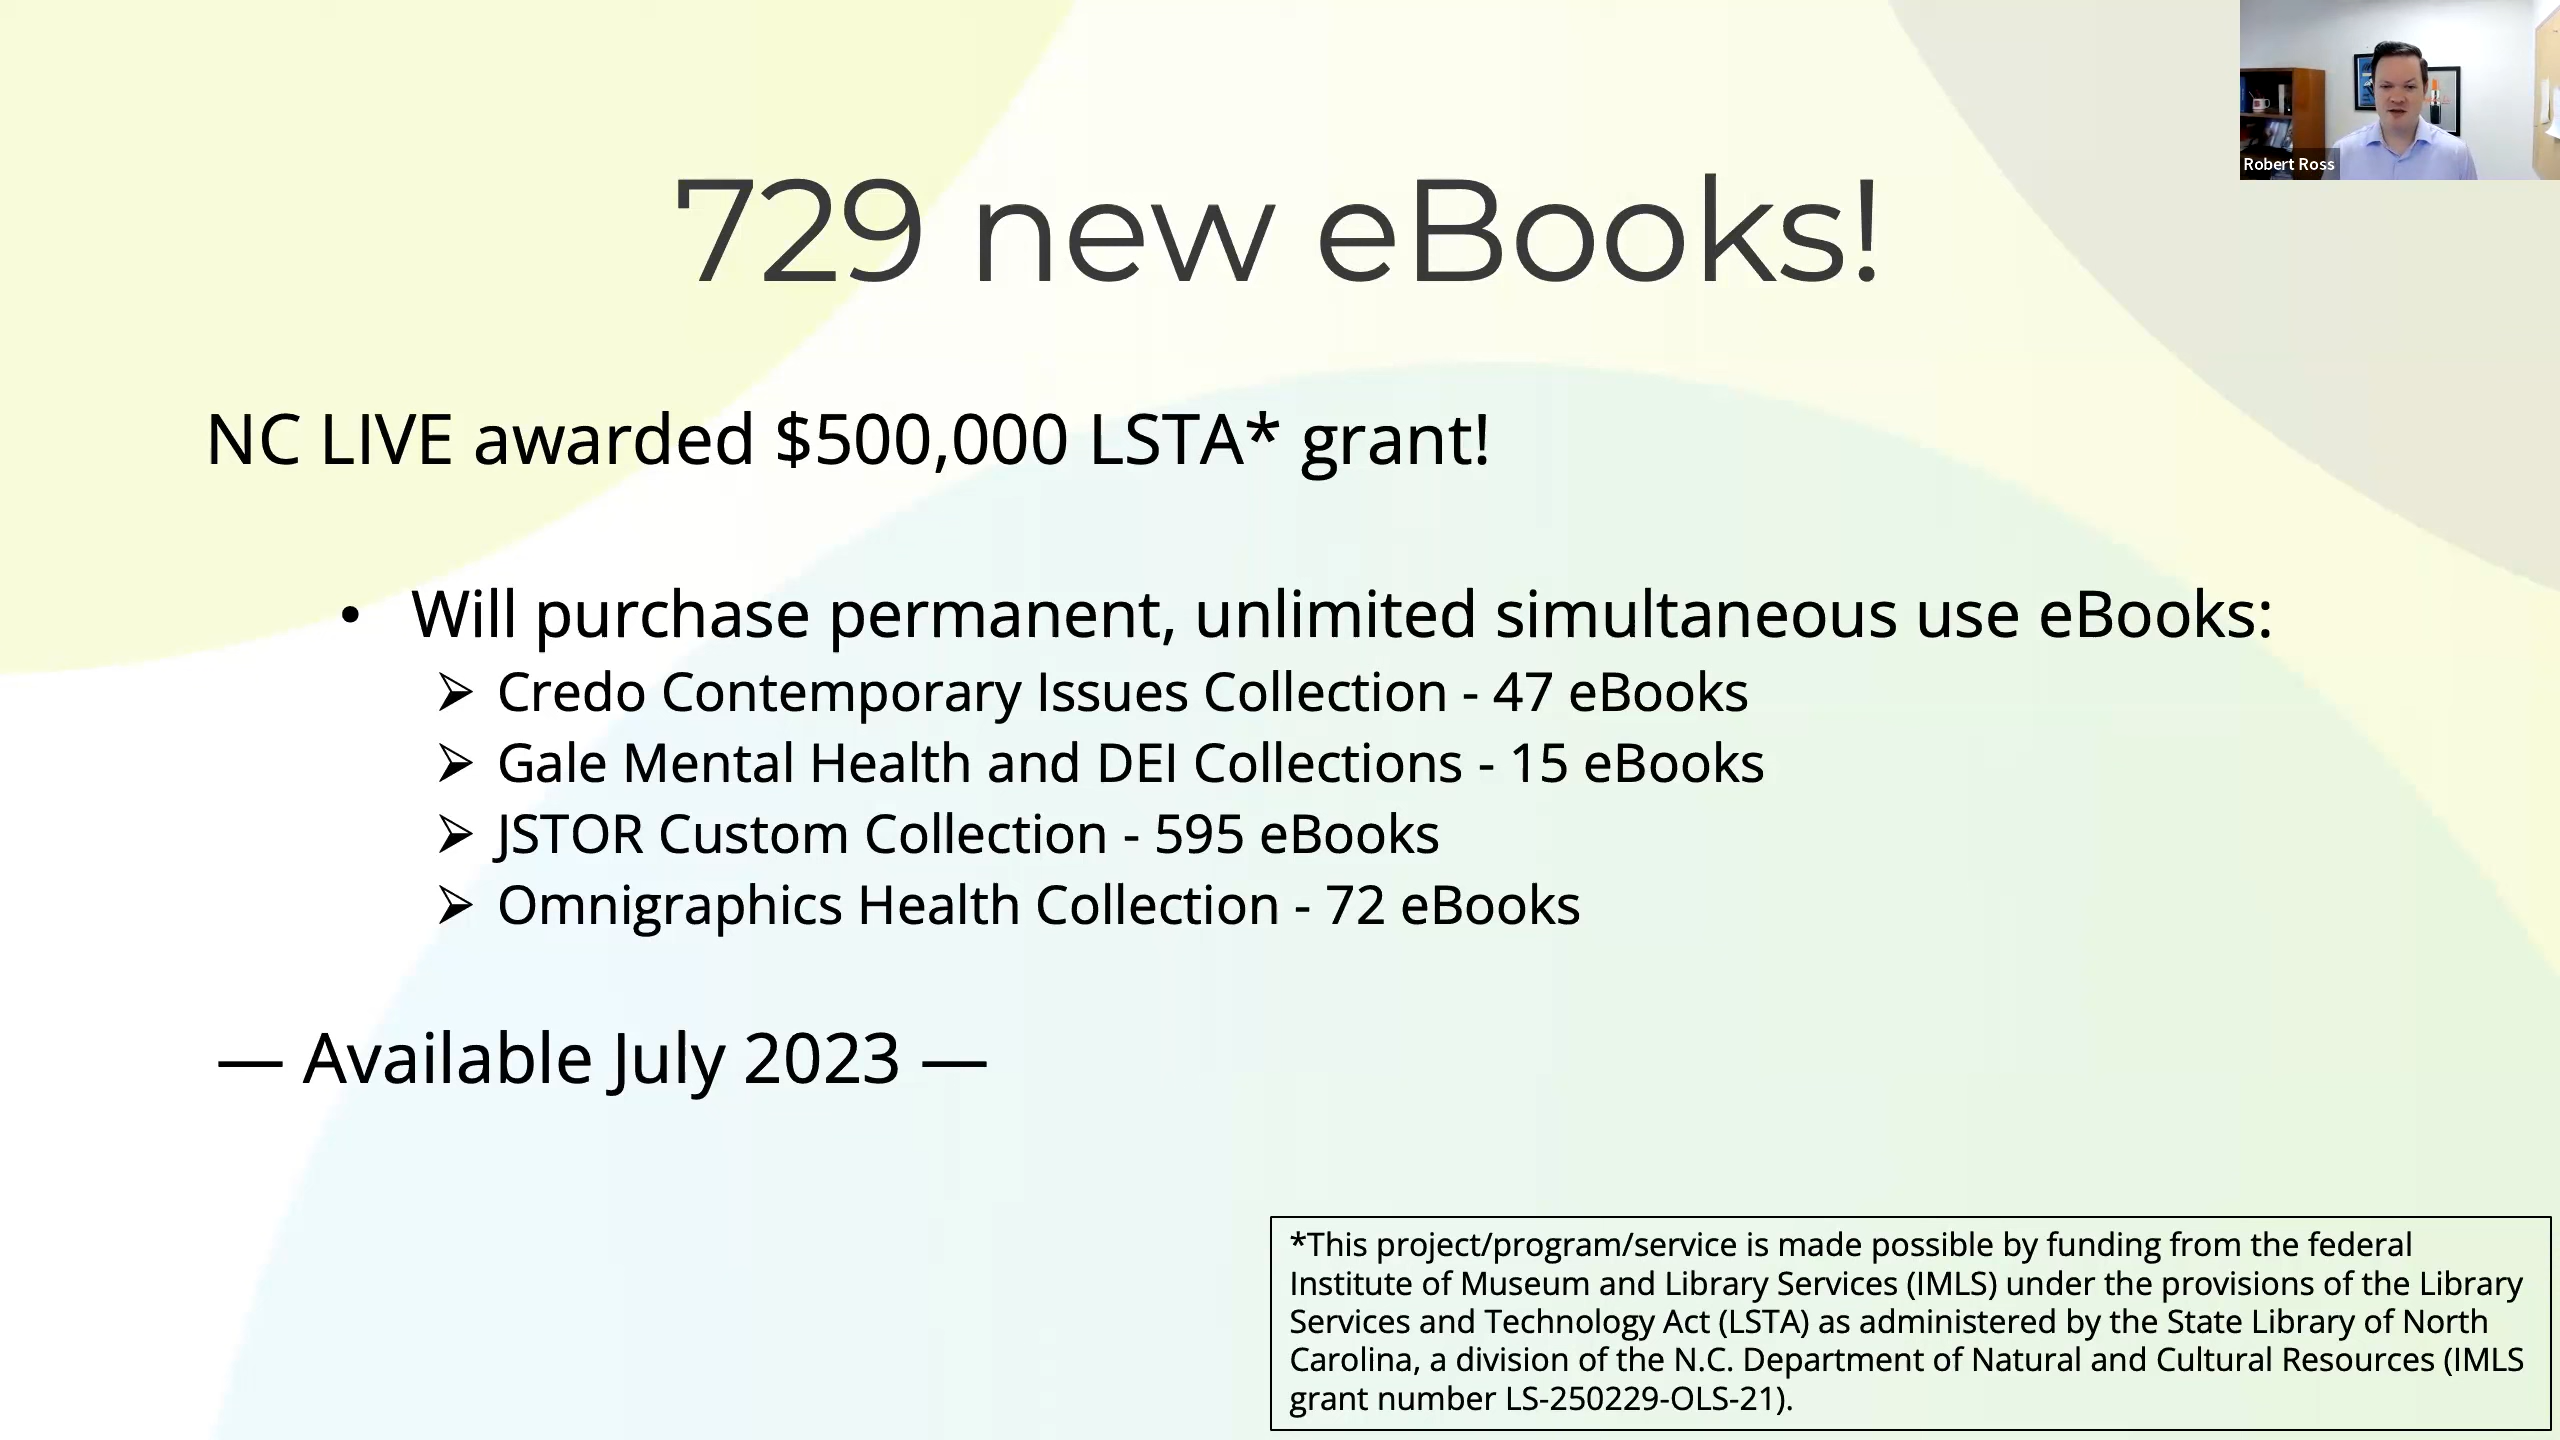 Robert Ross
729 new eBooks!
NC LIVE awarded $500,000 LSTA* grant!
• Will purchase permanent, unlimited simultaneous use eBooks:
➢ Credo Contemporary Issues Collection - 47 eBooks
➢ Gale Mental Health and DEI Collections - 15 eBooks
➢ JSTOR Custom Collection - 595 eBooks
➢ Omnigraphics Health Collection - 72 eBooks
— Available July 2023 —
*This project/program/service is made possible by funding from the federal
Institute of Museum and Library Services (IMLS) under the provisions of the Library
Services and Technology Act (LSTA) as administered by the State Library of North
Carolina, a division of the N.C. Department of Natural and Cultural Resources (IMLS
grant number LS-250229-OLS-21).